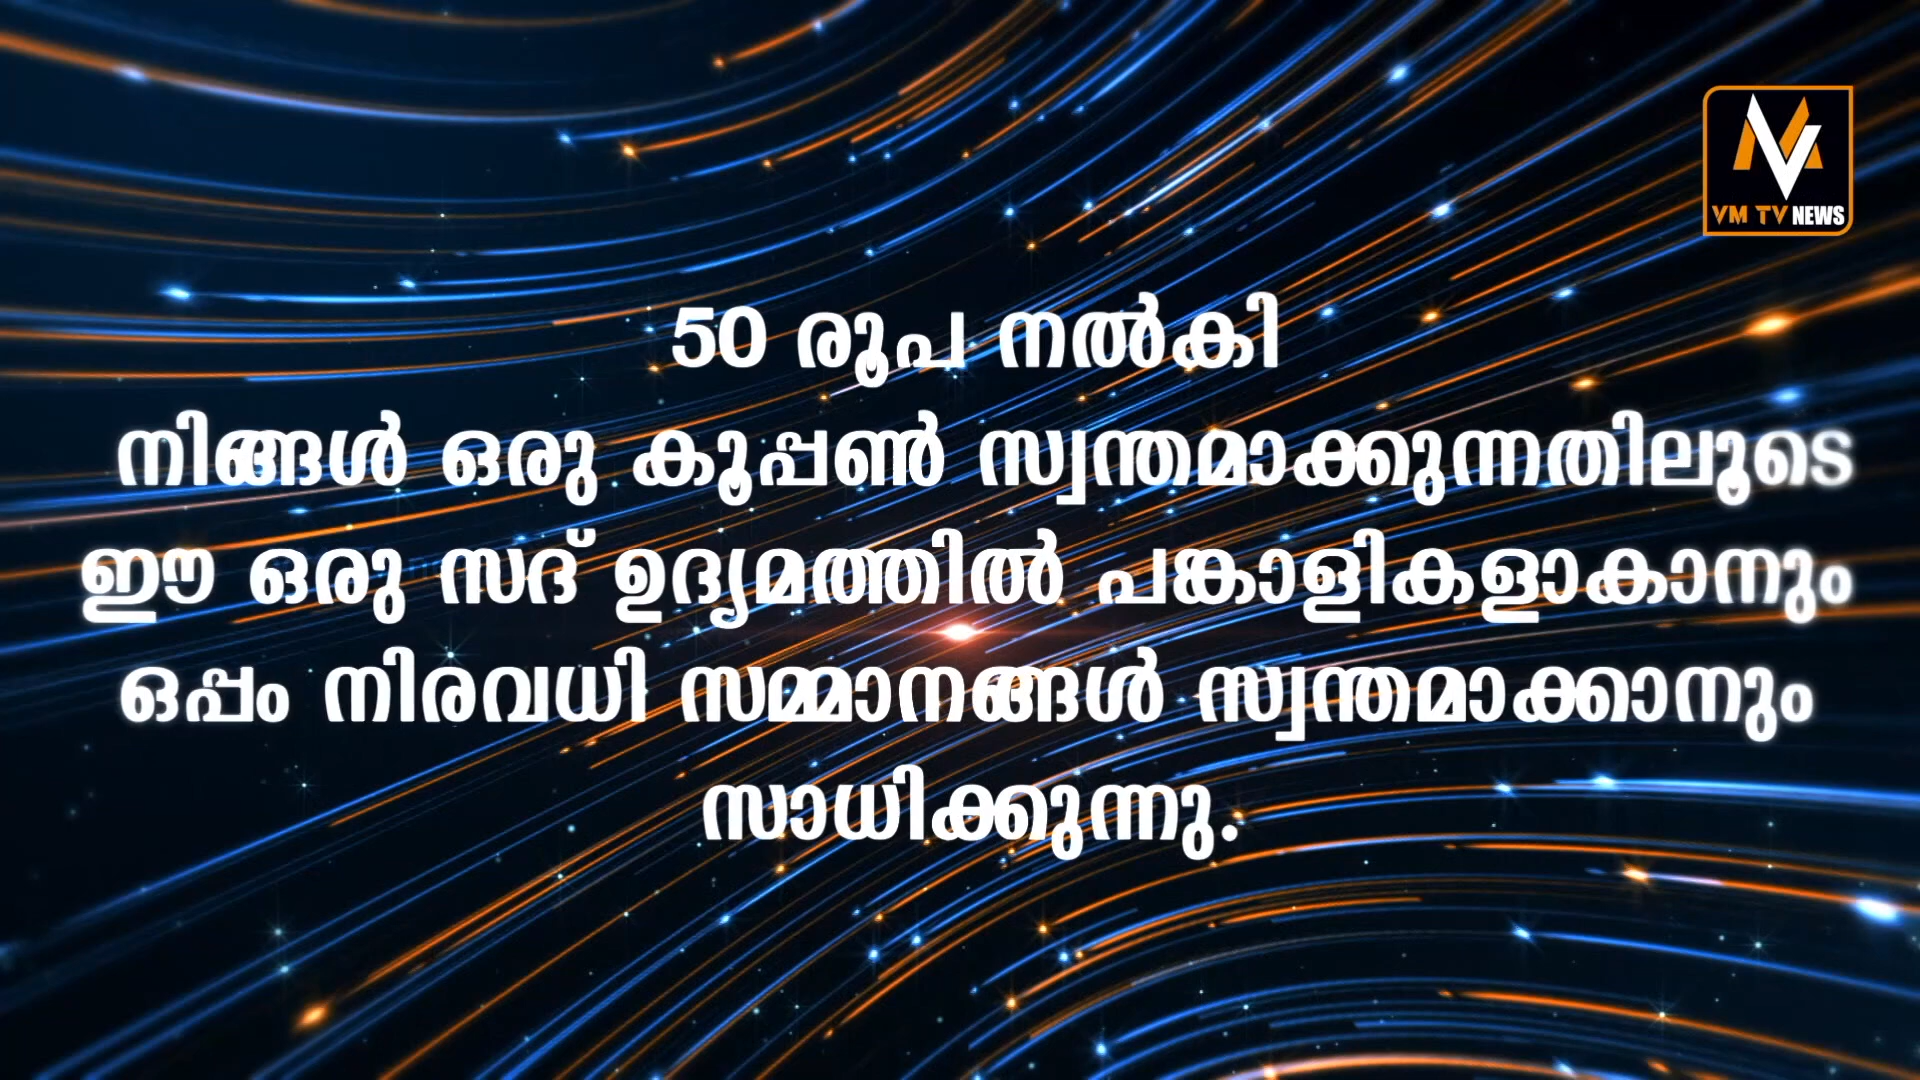 VM TV NEWS
50 രൂപ നൽകി
നിങ്ങൾ ഒരു കൂപ്പൺ സ്വന്തമാക്കുന്നതിലൂടെ
ഈ ഒരു സദ് ഉദ്യമത്തിൽ പങ്കാളികളാകാനും
ഒപ്പം നിരവധി സമ്മാനങ്ങൾ സ്വന്തമാക്കാനും
സാധിക്കുന്നു.